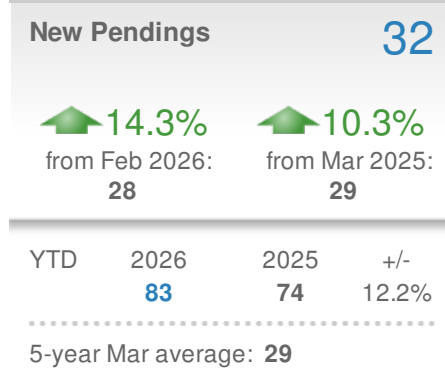 New Pendings 32
14.3% 10.3%
from Feb 2026: from Mar 2025:
28 29
YTD 2026 2025 +/-
83 74 12.2%
5-year Mar average: 29